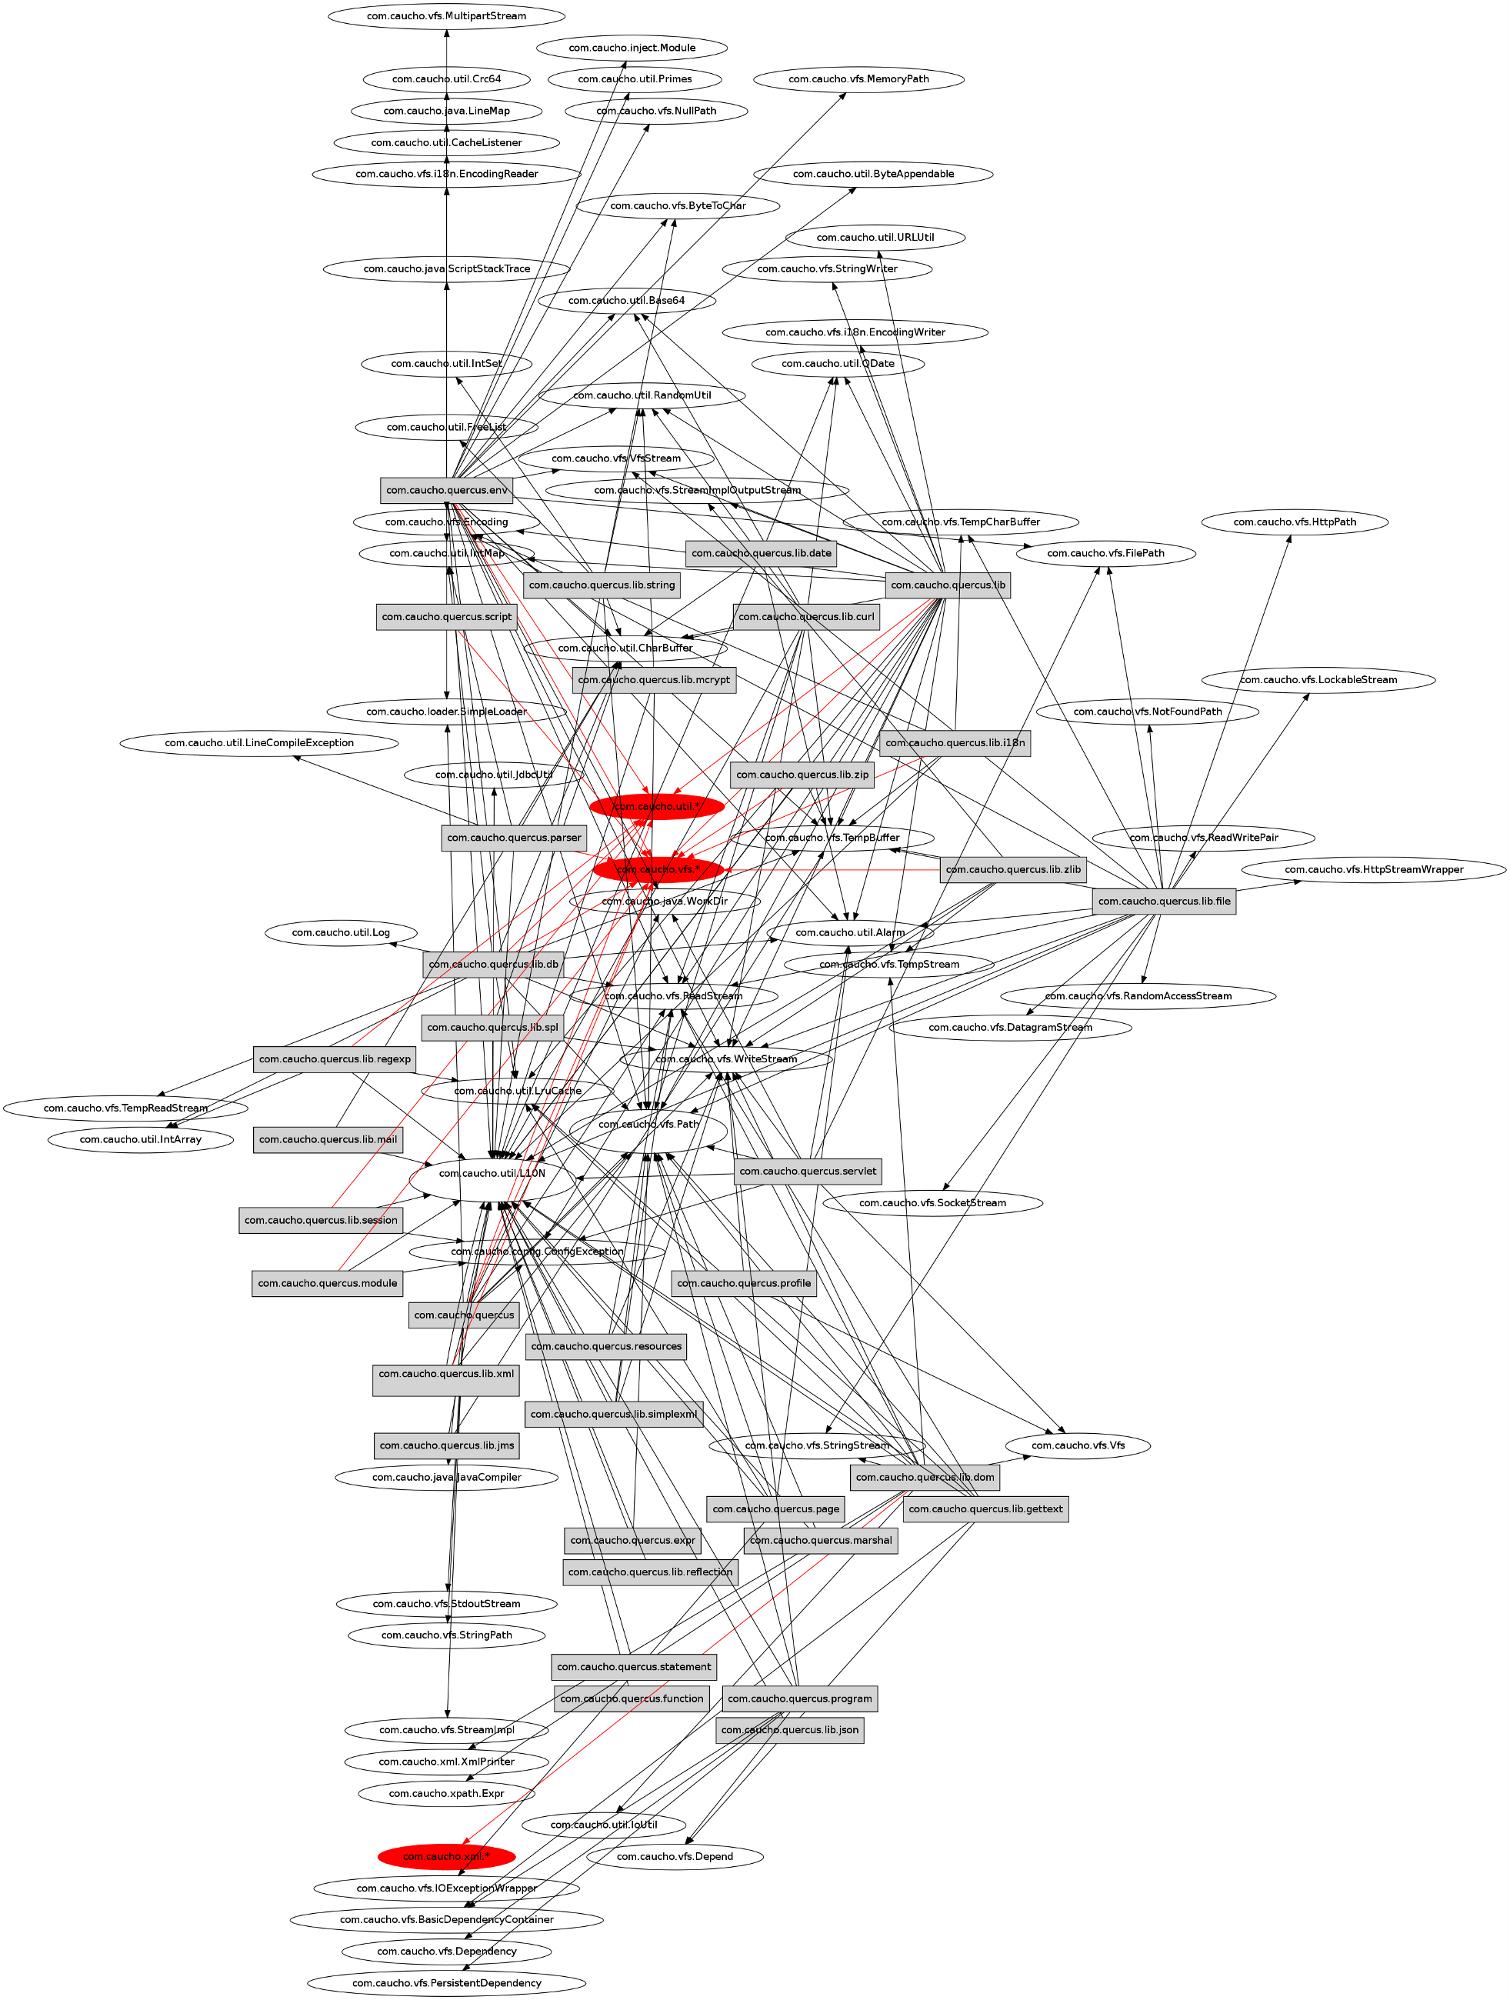 com.caucho.vfs.MultipartStream
com.caucho.inject.Module
com.caucho.util.Crc64
com.caucho.util.Primes
com.caucho.vfs.MemoryPath
com.caucho.java.LineMap
com.caucho.vfs.NullPath
com.caucho.util.CacheListener
com.caucho.vfs.i18n.EncodingReader
com.caucho.util.ByteAppendable
com.caucho.vfs.ByteToChar
com.caucho.util.URLUtil
com.caucho.java.ScriptStackTrace
com.caucho.vfs.StringWriter
com.caucho.util.Base64
com.caucho.vfs.i18n.EncodingWriter
com.caucho.util.IntSet
com.caucho.util.QDate
com.caucho.util.RandomUtil
com.caucho.util.FreeList
com.caucho.vfs.VfsStream
com.caucho.quercus.env
com.caucho.vfs.StreamImplOutputStream
com.caucho.vfs.Encoding
com.caucho.vfs.TempCharBuffer
com.caucho.vfs.HttpPath
com.caucho.util.IntMap
com.caucho.quercus.lib.date
com.caucho.vfs.FilePath
com.caucho.quercus.lib.string
com.caucho.quercus.lib
com.caucho.quercus.script
com.caucho.quercus.lib.curl
com.caucho.util.CharBuffer
com.caucho.quercus.lib.mcrypt
com.caucho.vfs.LockableStream
com.caucho.loader.SimpleLoader
com.caucho.vfs.NotFoundPath
com.caucho.util.LineCompileException
com.caucho.quercus.lib.i18n
com.caucho.util.JdbcUtil
com.caucho.quercus.lib.zip
com.caucho.util.*
com.caucho.quercus.parser
com.caucho.vfs.TempBuffer
com.caucho.vfs.ReadWritePair
com.caucho.vfs.*
com.caucho.quercus.lib.zlib
com.caucho.vfs.HttpStreamWrapper
com.caucho.java.WorkDir
com.caucho.quercus.lib.file
com.caucho.util.Log
com.caucho.util.Alarm
com.caucho.quercus.lib.db
com.caucho.vfs.TempStream
com.caucho.vfs.ReadStream
com.caucho.vfs.RandomAccessStream
com.caucho.quercus.lib.spl
com.caucho.vfs.DatagramStream
com.caucho.quercus.lib.regexp
com.caucho.vfs.WriteStream
com.caucho.util.LruCache
com.caucho.vfs.TempReadStream
com.caucho.vfs.Path
com.caucho.util.IntArray
com.caucho.quercus.lib.mail
com.caucho.util.L10N
com.caucho.quercus.servlet
com.caucho.vfs.SocketStream
com.caucho.quercus.lib.session
com.caucho.config.ConfigException
com.caucho.quercus.module
com.caucho.quercus.profile
com.caucho.quercus
com.caucho.quercus.resources
com.caucho.quercus.lib.xml
com.caucho.quercus.lib.simplexml
com.caucho.quercus.lib.jms
com.caucho.vfs.StringStream
com.caucho.vfs.Vfs
com.caucho.java.JavaCompiler
com.caucho.quercus.lib.dom
com.caucho.quercus.page
com.caucho.quercus.lib.gettext
com.caucho.quercus.expr
com.caucho.quercus.marshal
com.caucho.quercus.lib.reflection
com.caucho.vfs.StdoutStream
com.caucho.vfs.StringPath
com.caucho.quercus.statement
com.caucho.quercus.function
com.caucho.quercus.program
com.caucho.vfs.StreamImpl
com.caucho.quercus.lib.json
com.caucho.xml.XmlPrinter
com.caucho.xpath.Expr
com.caucho.util.IoUtil
com.caucho.xml.*
com.caucho.vfs.Depend
com.caucho.vfs.IOExceptionWrapper
com.caucho.vfs.BasicDependencyContainer
com.caucho.vfs.Dependency
com.caucho.vfs.PersistentDependency